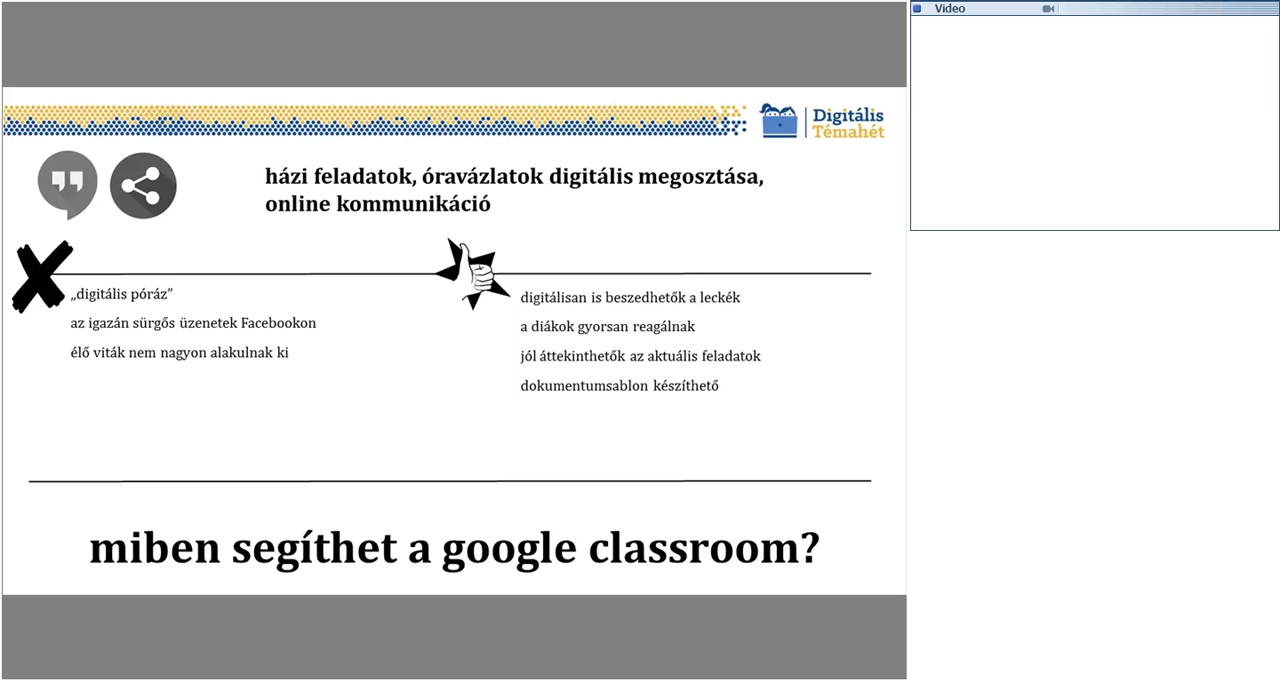 Video
Digitális
Témahét
házi feladatok, óravázlatok digitális megosztása,
online kommunikáció
„digitális póráz”
az igazán sürgős üzenetek Facebookon
élő viták nem nagyon alakulnak ki
digitálisan is beszedhetők a leckék
a diákok gyorsan reagálnak
jól áttekinthetők az aktuális feladatok
dokumentumsablon készíthető
miben segíthet a google classroom?